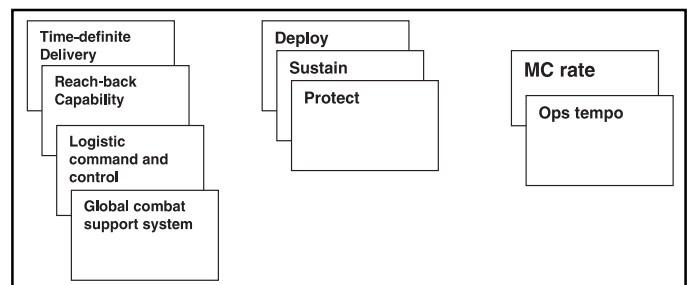 Time-definite
Delivery
Reach-back
Capability
Logistic
command and
control
Global combat
support system
Deploy
Sustain
Protect
MC rate
Ops tempo